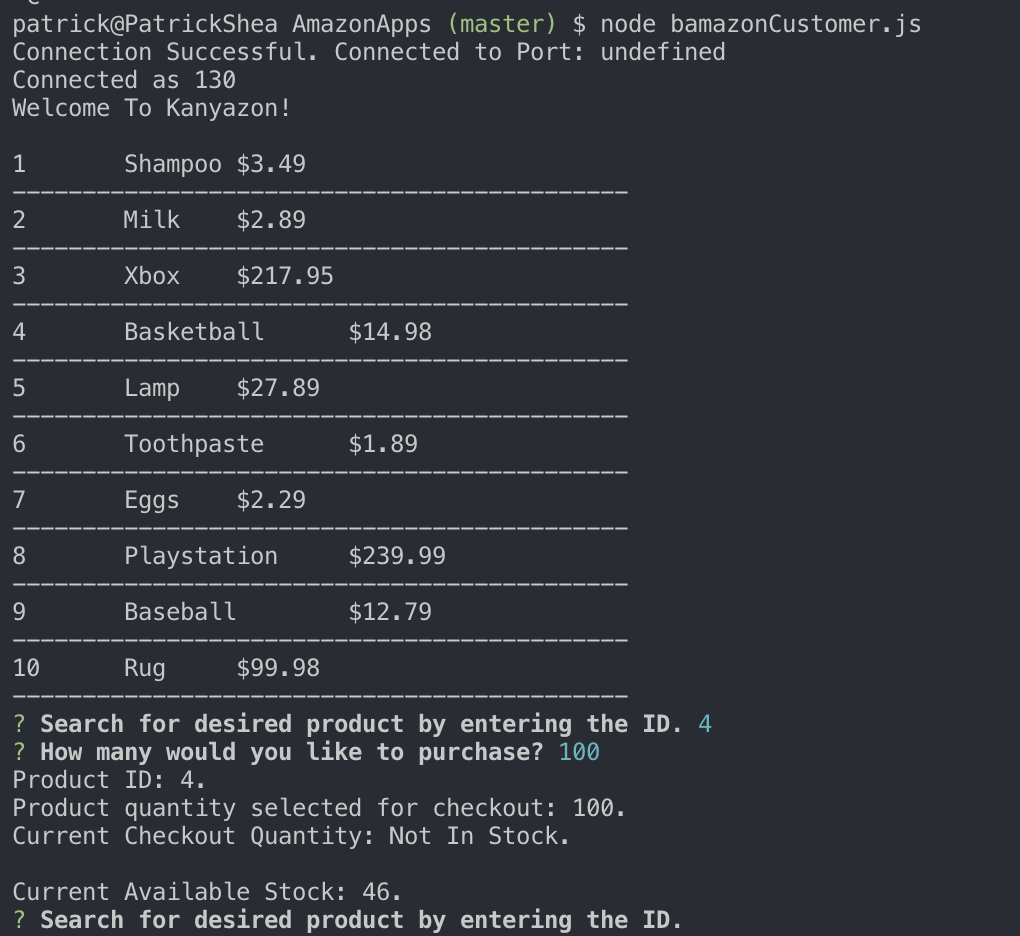 patrick@PatrickShea AmazonApps (master) $ node bamazonCustomer.js
Connection Successful. Connected to Port: undefined
Connected as 130
Welcome To Kanyazon!
1 Shampoo $3.49
--------------------------------------------
2 Milk $2.89
--------------------------------------------
3 Xbox $217.95
--------------------------------------------
4 Basketball $14.98
--------------------------------------------
5 Lamp $27.89
--------------------------------------------
6 Toothpaste $1.89
--------------------------------------------
7 Eggs $2.29
--------------------------------------------
8 Playstation $239.99
--------------------------------------------
9 Baseball $12.79
--------------------------------------------
10 Rug $99.98
--------------------------------------------
? Search for desired product by entering the ID. 4
? How many would you like to purchase? 100
Product ID: 4.
Product quantity selected for checkout: 100.
Current Checkout Quantity: Not In Stock.
Current Available Stock: 46.
? Search for desired product by entering the ID.